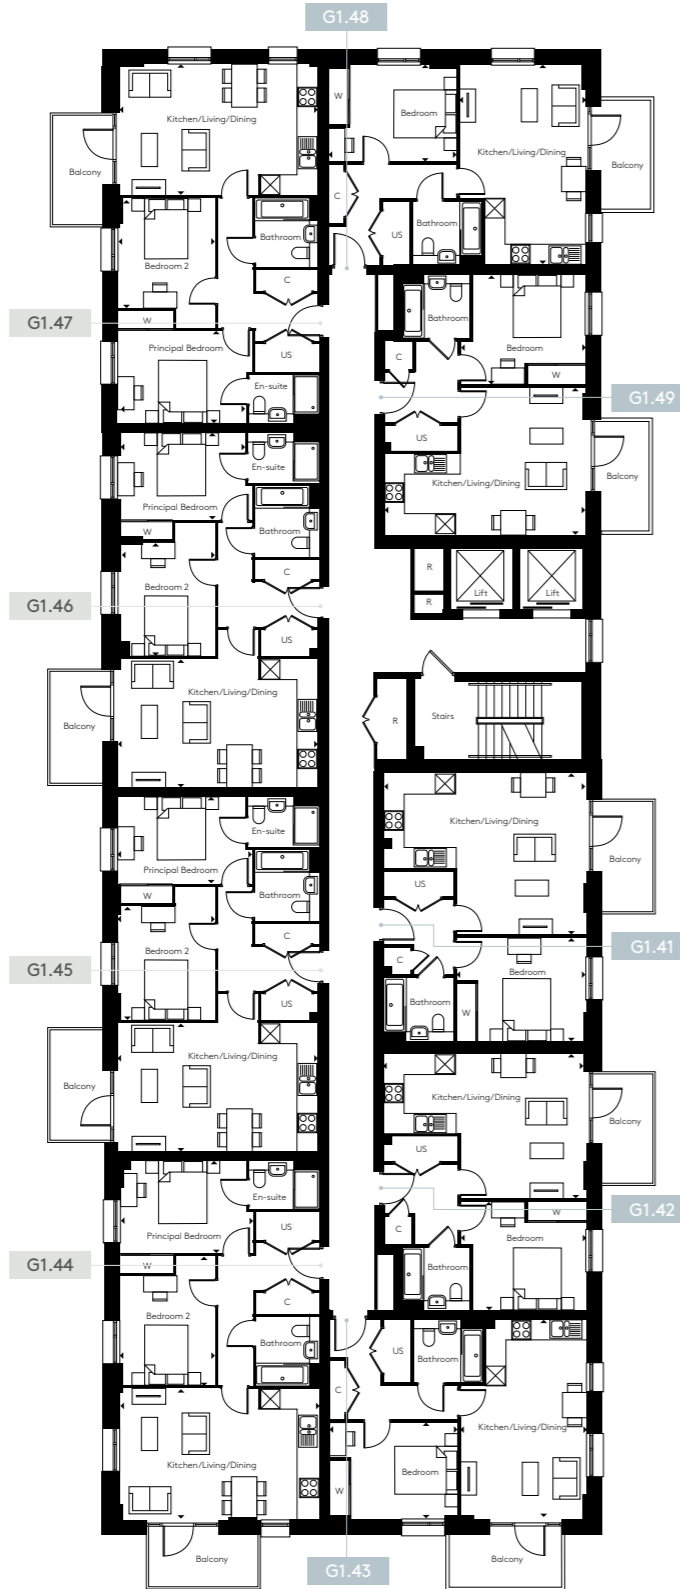 G1.48
W
Bedroom
Kitchen/Living/Dining
Kitchen/Living/Dining
Balcony
Balcony
C
Bathroom
US
Bathroom
Bedroom 2
C
Bathroom
W
G1.47
Principal Bedroom
US
C
Bedroom
W
G1.49
En-suite
US
En-suite
Kitchen/Living/Dining
Balcony
Principal Bedroom
W
Bathroom
C
R
Lift
Lift
Bedroom 2
R
G1.46
US
Kitchen/Living/Dining
Balcony
R
Stairs
Kitchen/Living/Dining
En-suite
Principal Bedroom
Balcony
US
W
Bathroom
C
G1.41
Bedroom 2
C
Bedroom
G1.45
US
Bathroom
W
Kitchen/Living/Dining
Balcony
Kitchen/Living/Dining
Balcony
US
En-suite
Principal Bedroom
US
W
G1.42
C
Bedroom
G1.44
W
Bathroom
C
Bedroom 2
Bathroom
US
Bathroom
C
Kitchen/Living/Dining
Kitchen/Living/Dining
Bedroom
W
Balcony
G1.43
Balcony